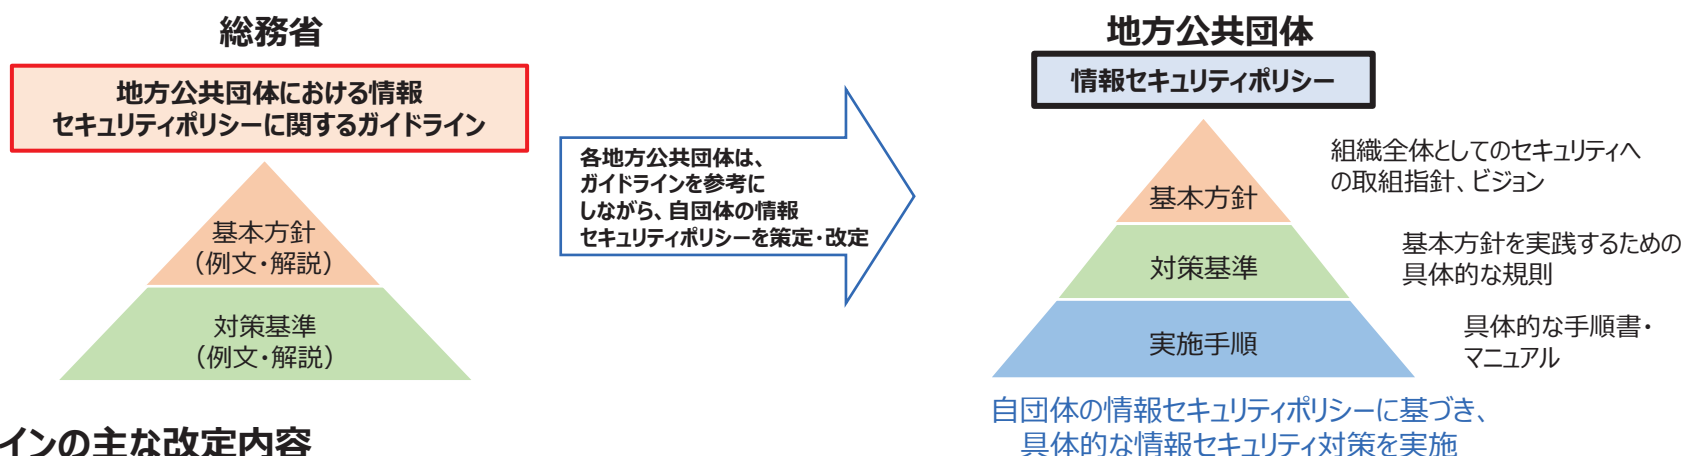 総務省
地方公共団体における情報
セキュリティポリシーに関するガイドライン
基本方針
（例文・解説）
対策基準
（例文・解説）
各地方公共団体は、
ガイドラインを参考に
しながら、自団体の情報
セキュリティポリシーを策定・改定
地方公共団体
情報セキュリティポリシー
基本方針
組織全体としてのセキュリティへ
の取組指針、ビジョン
対策基準
基本方針を実践するための
具体的な規則
実施手順
具体的な手順書・
マニュアル
自団体の情報セキュリティポリシーに基づき、
具体的な情報セキュリティ対策を実施
インの主な改定内容